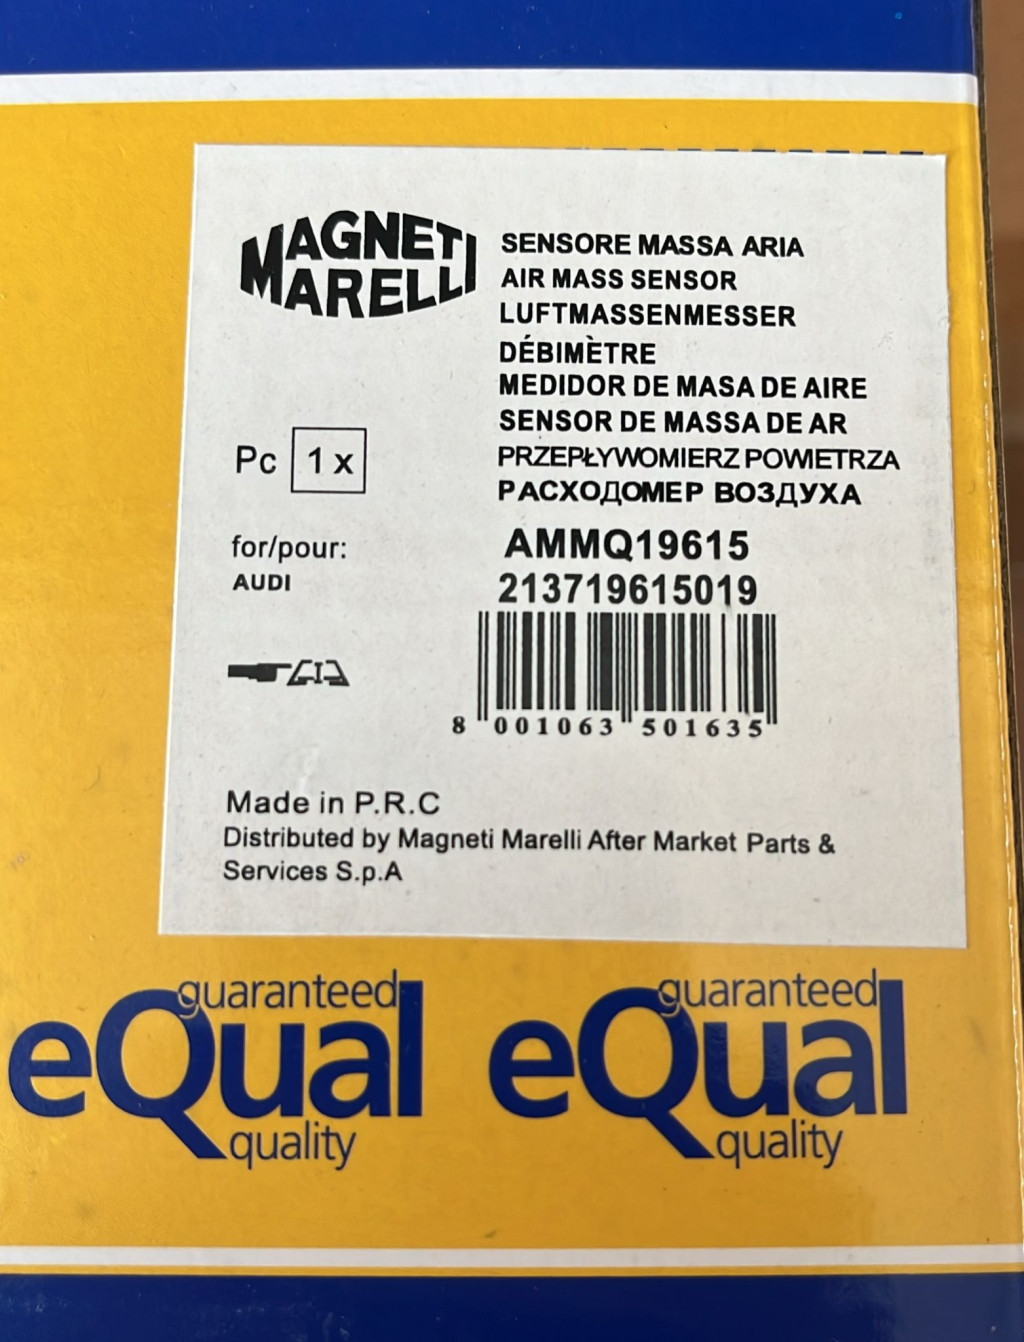 MAGNETI
MARELLI
SENSORE MASSA ARIA
AIR MASS SENSOR
LUFTMASSENMESSER
DÉBIMÈTRE
MEDIDOR DE MASA DE AIRE
SENSOR DE MASSA DE AR
PRZEPŁYWOMIERZ POWIETRZA
РАСХОДОМЕР ВОЗДУХА
Pc 1 x
for/pour:
AUDI
AMMQ19615
213719615019
8 001063 501635
Made in P.R.C
Distributed by Magneti Marelli After Market Parts &
Services S.p.A
guaranteed
eQual
quality
guaranteed
eQual
quality